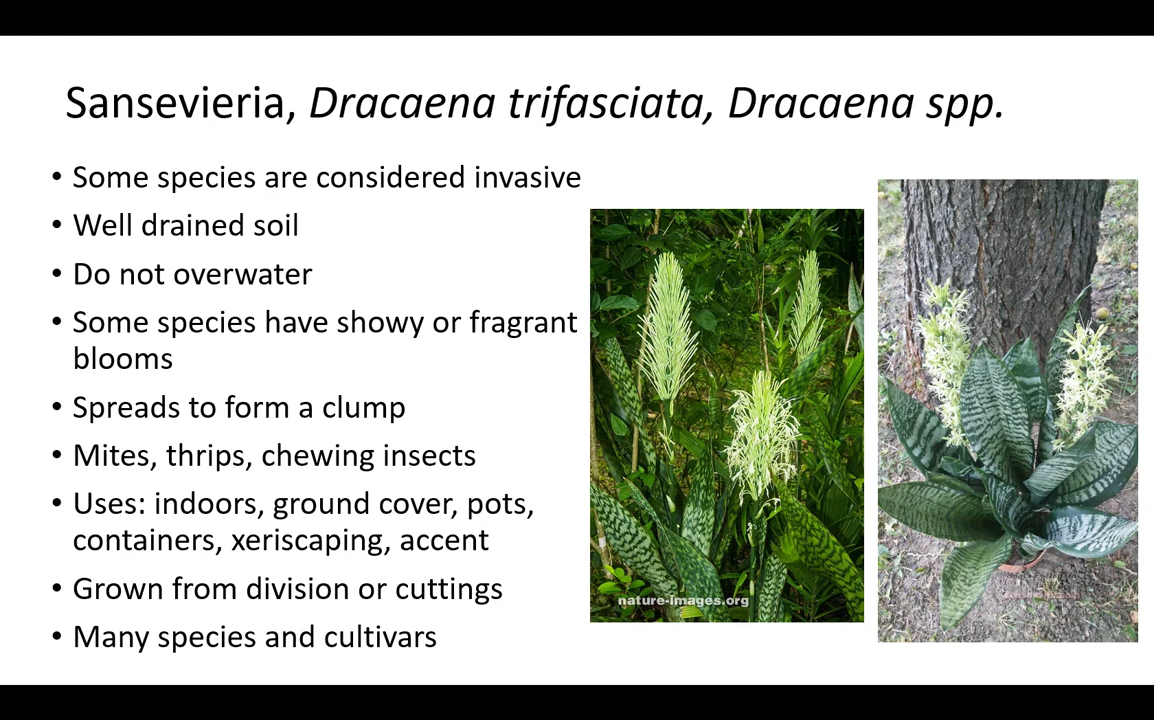 Sansevieria, Dracaena trifasciata, Dracaena spp.
• Some species are considered invasive
• Well drained soil
• Do not overwater
• Some species have showy or fragrant
blooms
• Spreads to form a clump
• Mites, thrips, chewing insects
• Uses: indoors, ground cover, pots,
containers, xeriscaping, accent
• Grown from division or cuttings
• Many species and cultivars
nature-images.org